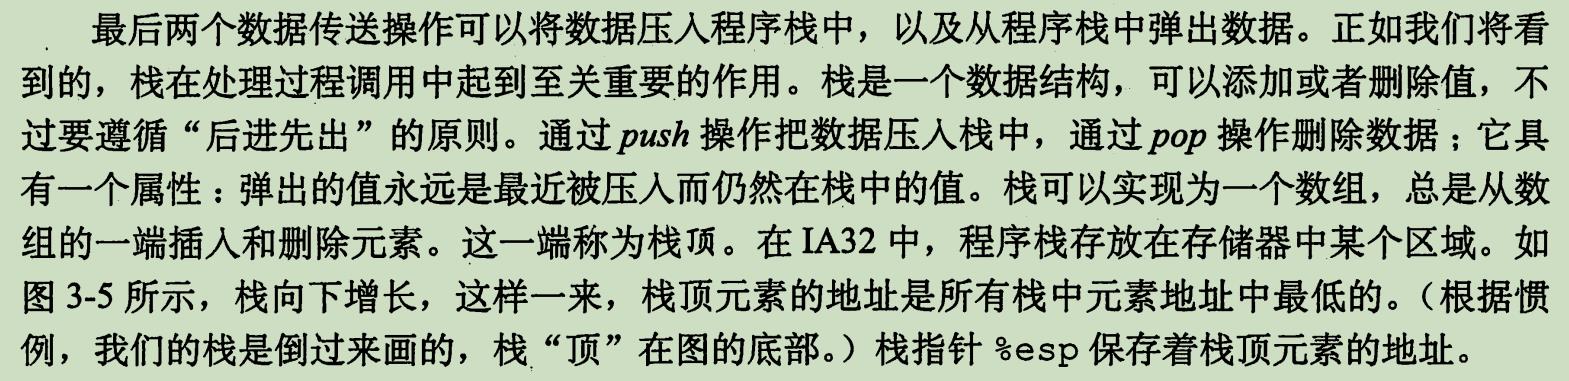 最后两个数据传送操作可以将数据压入程序栈中，以及从程序栈中弹出数据。正如我们将看
到的，栈在处理过程调用中起到至关重要的作用。栈是一个数据结构，可以添加或者删除值，不
过要遵循“后进先出”的原则。通过 push 操作把数据压入栈中，通过 pop 操作删除数据；它具
有一个属性：弹出的值永远是最近被压入而仍然在栈中的值。栈可以实现为一个数组，总是从数
组的一端插入和删除元素。这一端称为栈顶。在 IA32 中，程序栈存放在存储器中某个区域。如
图 3-5 所示，栈向下增长，这样一来，栈顶元素的地址是所有栈中元素地址中最低的。（根据惯
例，我们的栈是倒过来画的，栈“顶”在图的底部。）栈指针 %esp 保存着栈顶元素的地址。